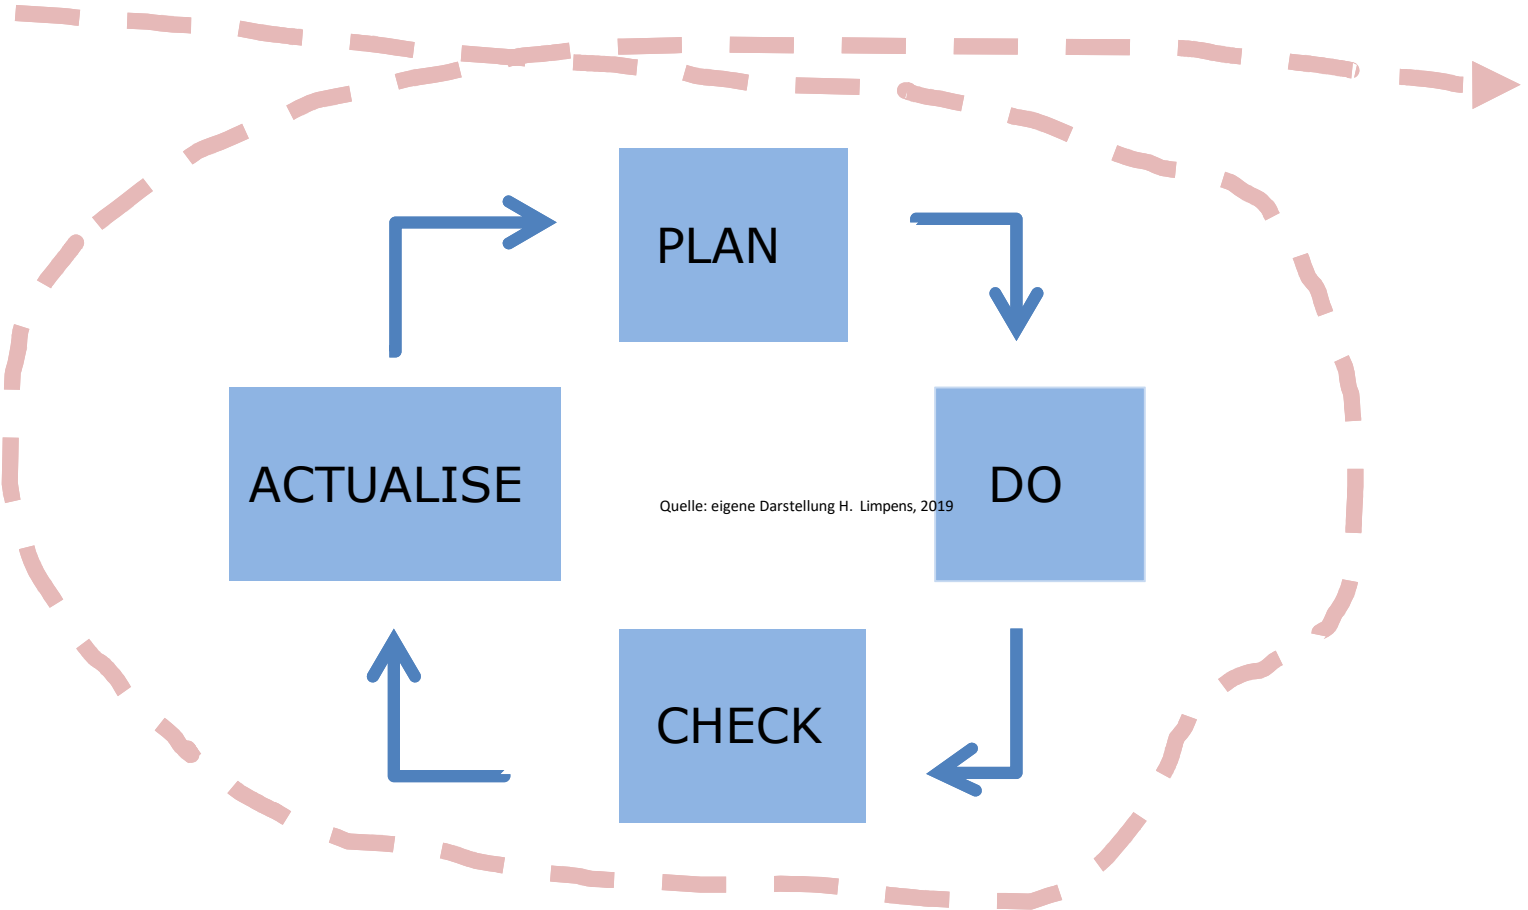 PLAN
ACTUALISE
Quelle: eigene Darstellung H. Limpens, 2019
DO
CHECK